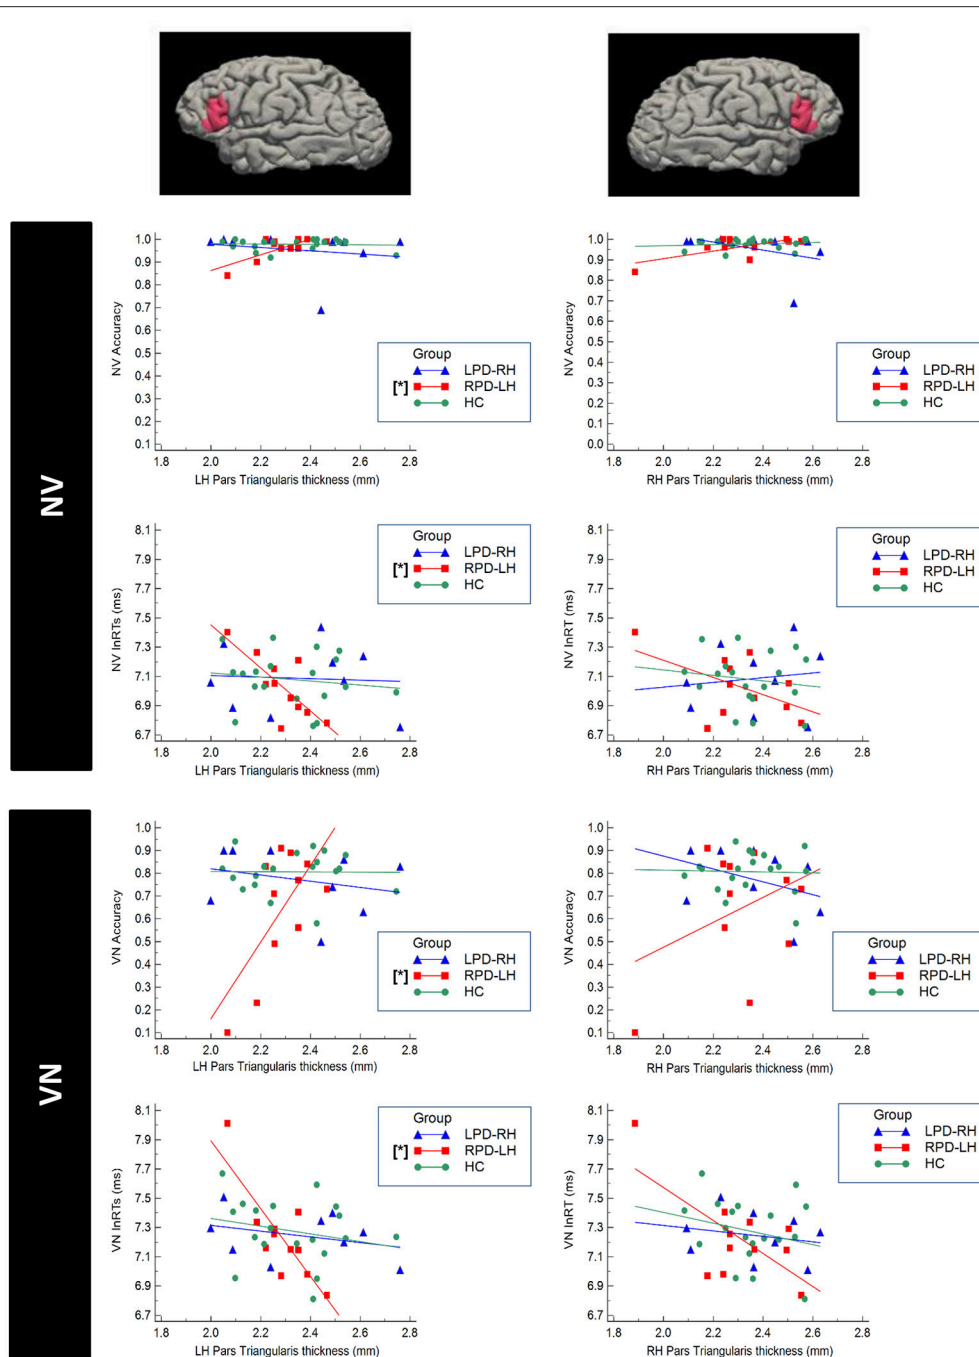 NV
NV Accuracy
1.0
0.9
0.8
0.7
0.6
0.5
0.4
0.3
0.2
0.1
1.8 2.0 2.2 2.4 2.6 2.8
LH Pars Triangularis thickness (mm)
Group
LPD-RH
[*] RPD-LH
HC
NV Accuracy
1.0
0.9
0.8
0.7
0.6
0.5
0.4
0.3
0.2
0.1
0.0
1.8 2.0 2.2 2.4 2.6 2.8
RH Pars Triangularis thickness (mm)
Group
LPD-RH
RPD-LH
HC
NV lnRTs (ms)
8.1
7.9
7.7
7.5
7.3
7.1
6.9
6.7
1.8 2.0 2.2 2.4 2.6 2.8
LH Pars Triangularis thickness (mm)
Group
LPD-RH
[*] RPD-LH
HC
NV lnRT (ms)
8.1
7.9
7.7
7.5
7.3
7.1
6.9
6.7
1.8 2.0 2.2 2.4 2.6 2.8
RH Pars Triangularis thickness (mm)
Group
LPD-RH
RPD-LH
HC
VN
VN Accuracy
1.0
0.9
0.8
0.7
0.6
0.5
0.4
0.3
0.2
0.1
1.8 2.0 2.2 2.4 2.6 2.8
LH Pars Triangularis thickness (mm)
Group
LPD-RH
[*] RPD-LH
HC
VN Accuracy
1.0
0.9
0.8
0.7
0.6
0.5
0.4
0.3
0.2
0.1
1.8 2.0 2.2 2.4 2.6 2.8
RH Pars Triangularis thickness (mm)
Group
LPD-RH
RPD-LH
HC
VN lnRTs (ms)
8.1
7.9
7.7
7.5
7.3
7.1
6.9
6.7
1.8 2.0 2.2 2.4 2.6 2.8
LH Pars Triangularis thickness (mm)
Group
LPD-RH
[*] RPD-LH
HC
VN lnRT (ms)
8.1
7.9
7.7
7.5
7.3
7.1
6.9
6.7
1.8 2.0 2.2 2.4 2.6 2.8
RH Pars Triangularis thickness (mm)
Group
LPD-RH
RPD-LH
HC